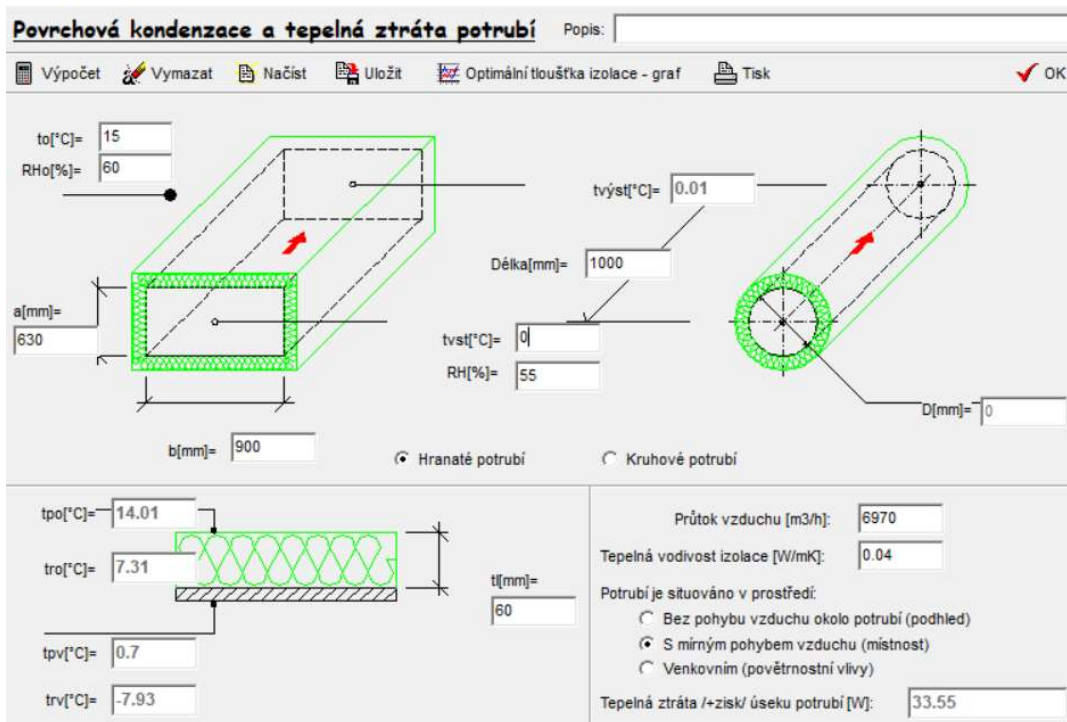 Povrchová kondenzace a tepelná ztráta potrubí Popis:
Výpočet Vymazat Načíst Uložit Optimální tloušťka izolace - graf Tisk OK
to[°C]= 15
RHo[%]= 60
tvýst[°C]= 0.01
Délka[mm]= 1000
a[mm]=
630
tvst[°C]= 0
RH[%]= 55
D[mm]= 0
b[mm]= 900
Hranaté potrubí Kruhové potrubí
tpo[°C]= 14.01
tro[°C]= 7.31
tl[mm]=
60
tpv[°C]= 0.7
trv[°C]= -7.93
Průtok vzduchu [m3/h]: 6970
Tepelná vodivost izolace [W/mK]: 0.04
Potrubí je situováno v prostředí:
Bez pohybu vzduchu okolo potrubí (podhled)
S mírným pohybem vzduchu (místnost)
Venkovním (povětrnostní vlivy)
Tepelná ztráta /+zisk/ úseku potrubí [W]: 33.55